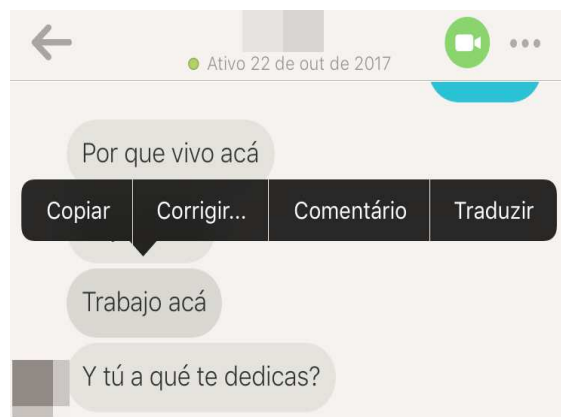 Ativo 22 de out de 2017
Por que vivo acá
Copiar Corrigir... Comentário Traduzir
Trabajo acá
Y tú a qué te dedicas?